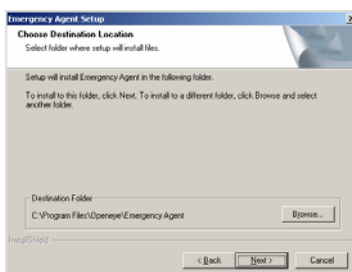 Emergency Agent Setup
Choose Destination Location
Select folder where setup will install files.
Setup will install Emergency Agent in the following folder.
To install to this folder, click Next. To install to a different folder, click Browse and select
another folder.
Destination Folder
C:\Program Files\Openeye\Emergency Agent
Browse...
InstallShield
< Back
Next >
Cancel